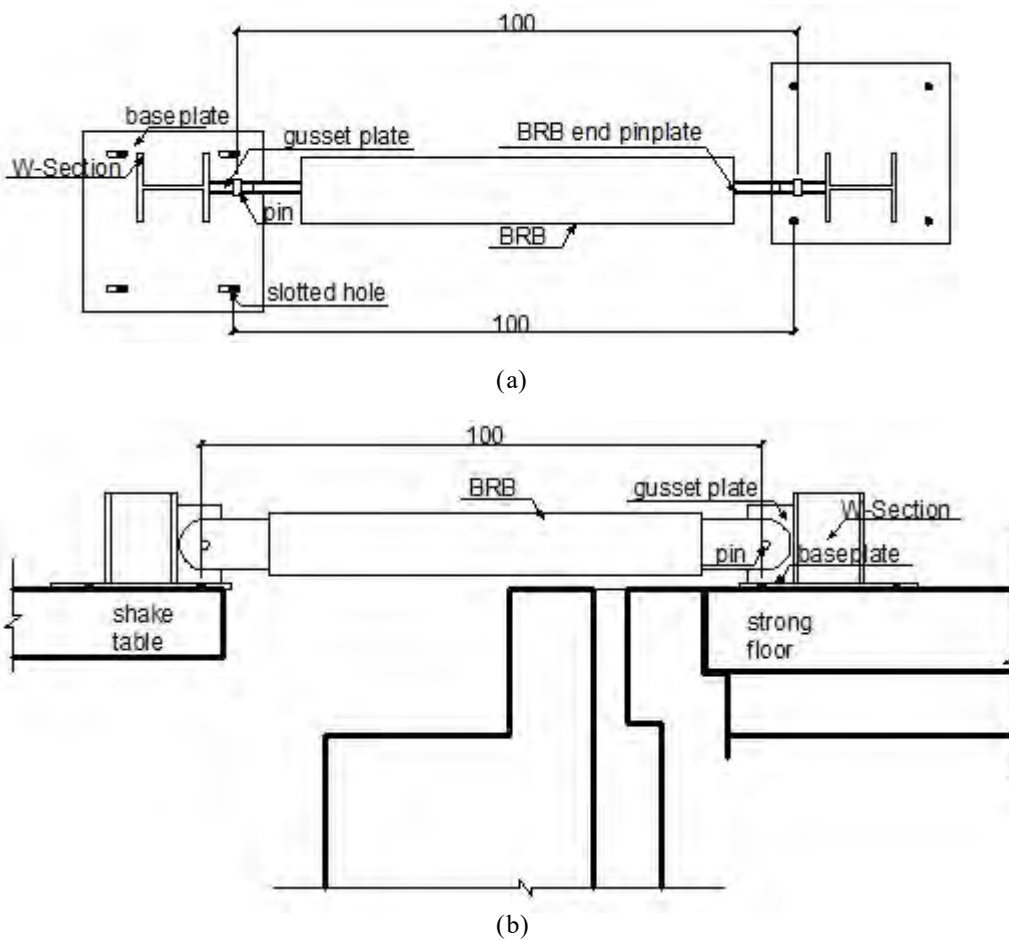 100
base plate
gusset plate
BRB end pinplate
W-Section
pin
BRB
slotted hole
100
(a)
100
BRB
gusset plate
W-Section
pin
baseplate
shake
table
strong
floor
(b)